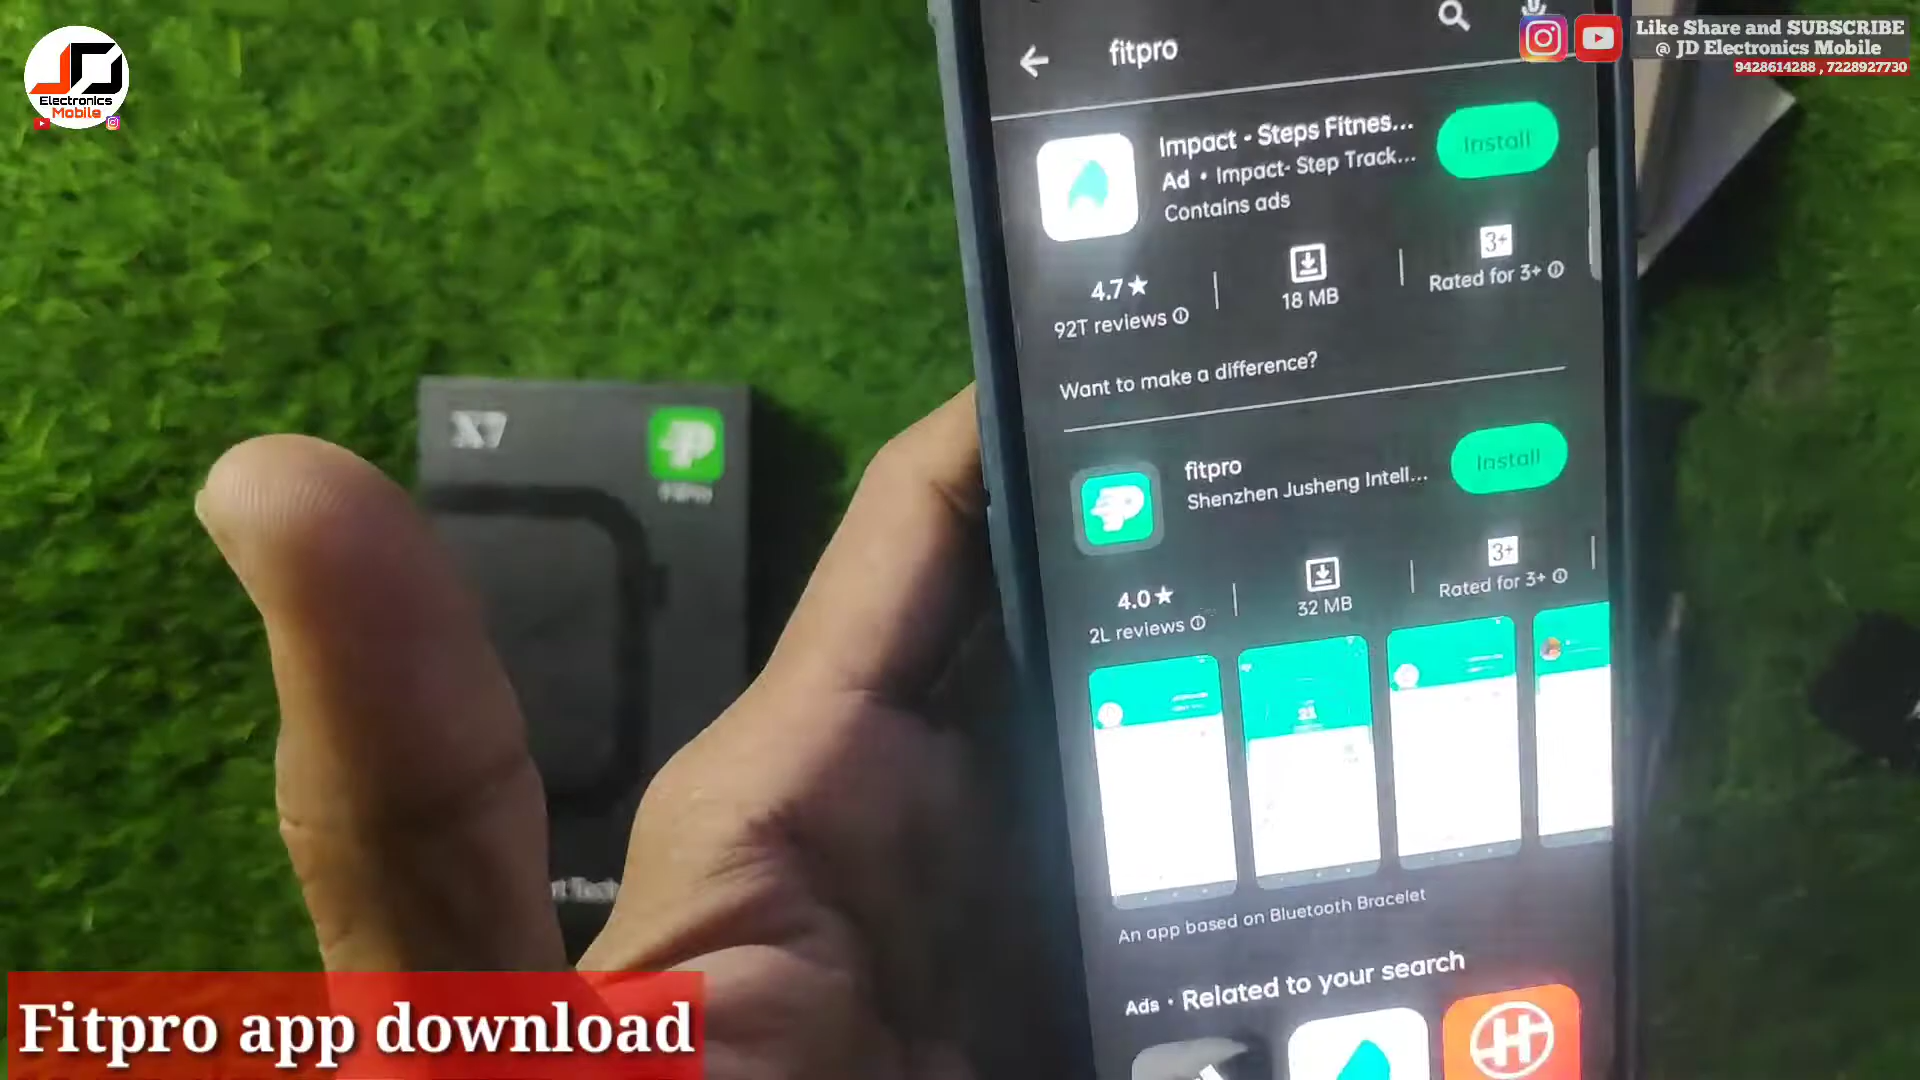 JD
Electronics
Mobile
Like Share and SUBSCRIBE
@ JD Electronics Mobile
9428614288 , 7228927730
fitpro
Impact - Steps Fitnes...
Ad • Impact- Step Track...
Contains ads
Install
4.7★
92T reviews
18 MB
3+
Rated for 3+
Want to make a difference?
fitpro
Shenzhen Jusheng Intell...
Install
4.0★
2L reviews
32 MB
3+
Rated for 3+
An app based on Bluetooth Bracelet
Ads • Related to your search
X7
Fitpro app download